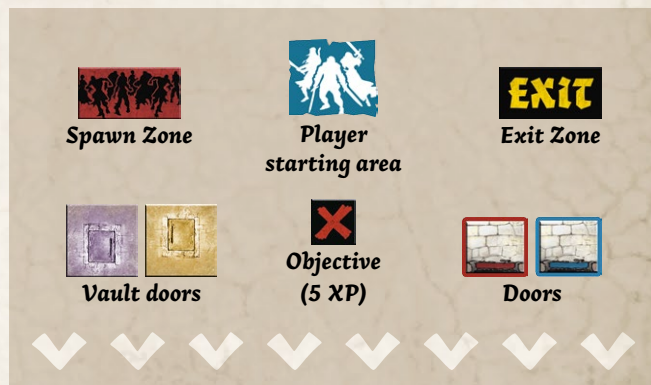 EXIT
Spawn Zone
Player
starting area
Exit Zone
Vault doors
Objective
(5 XP)
Doors